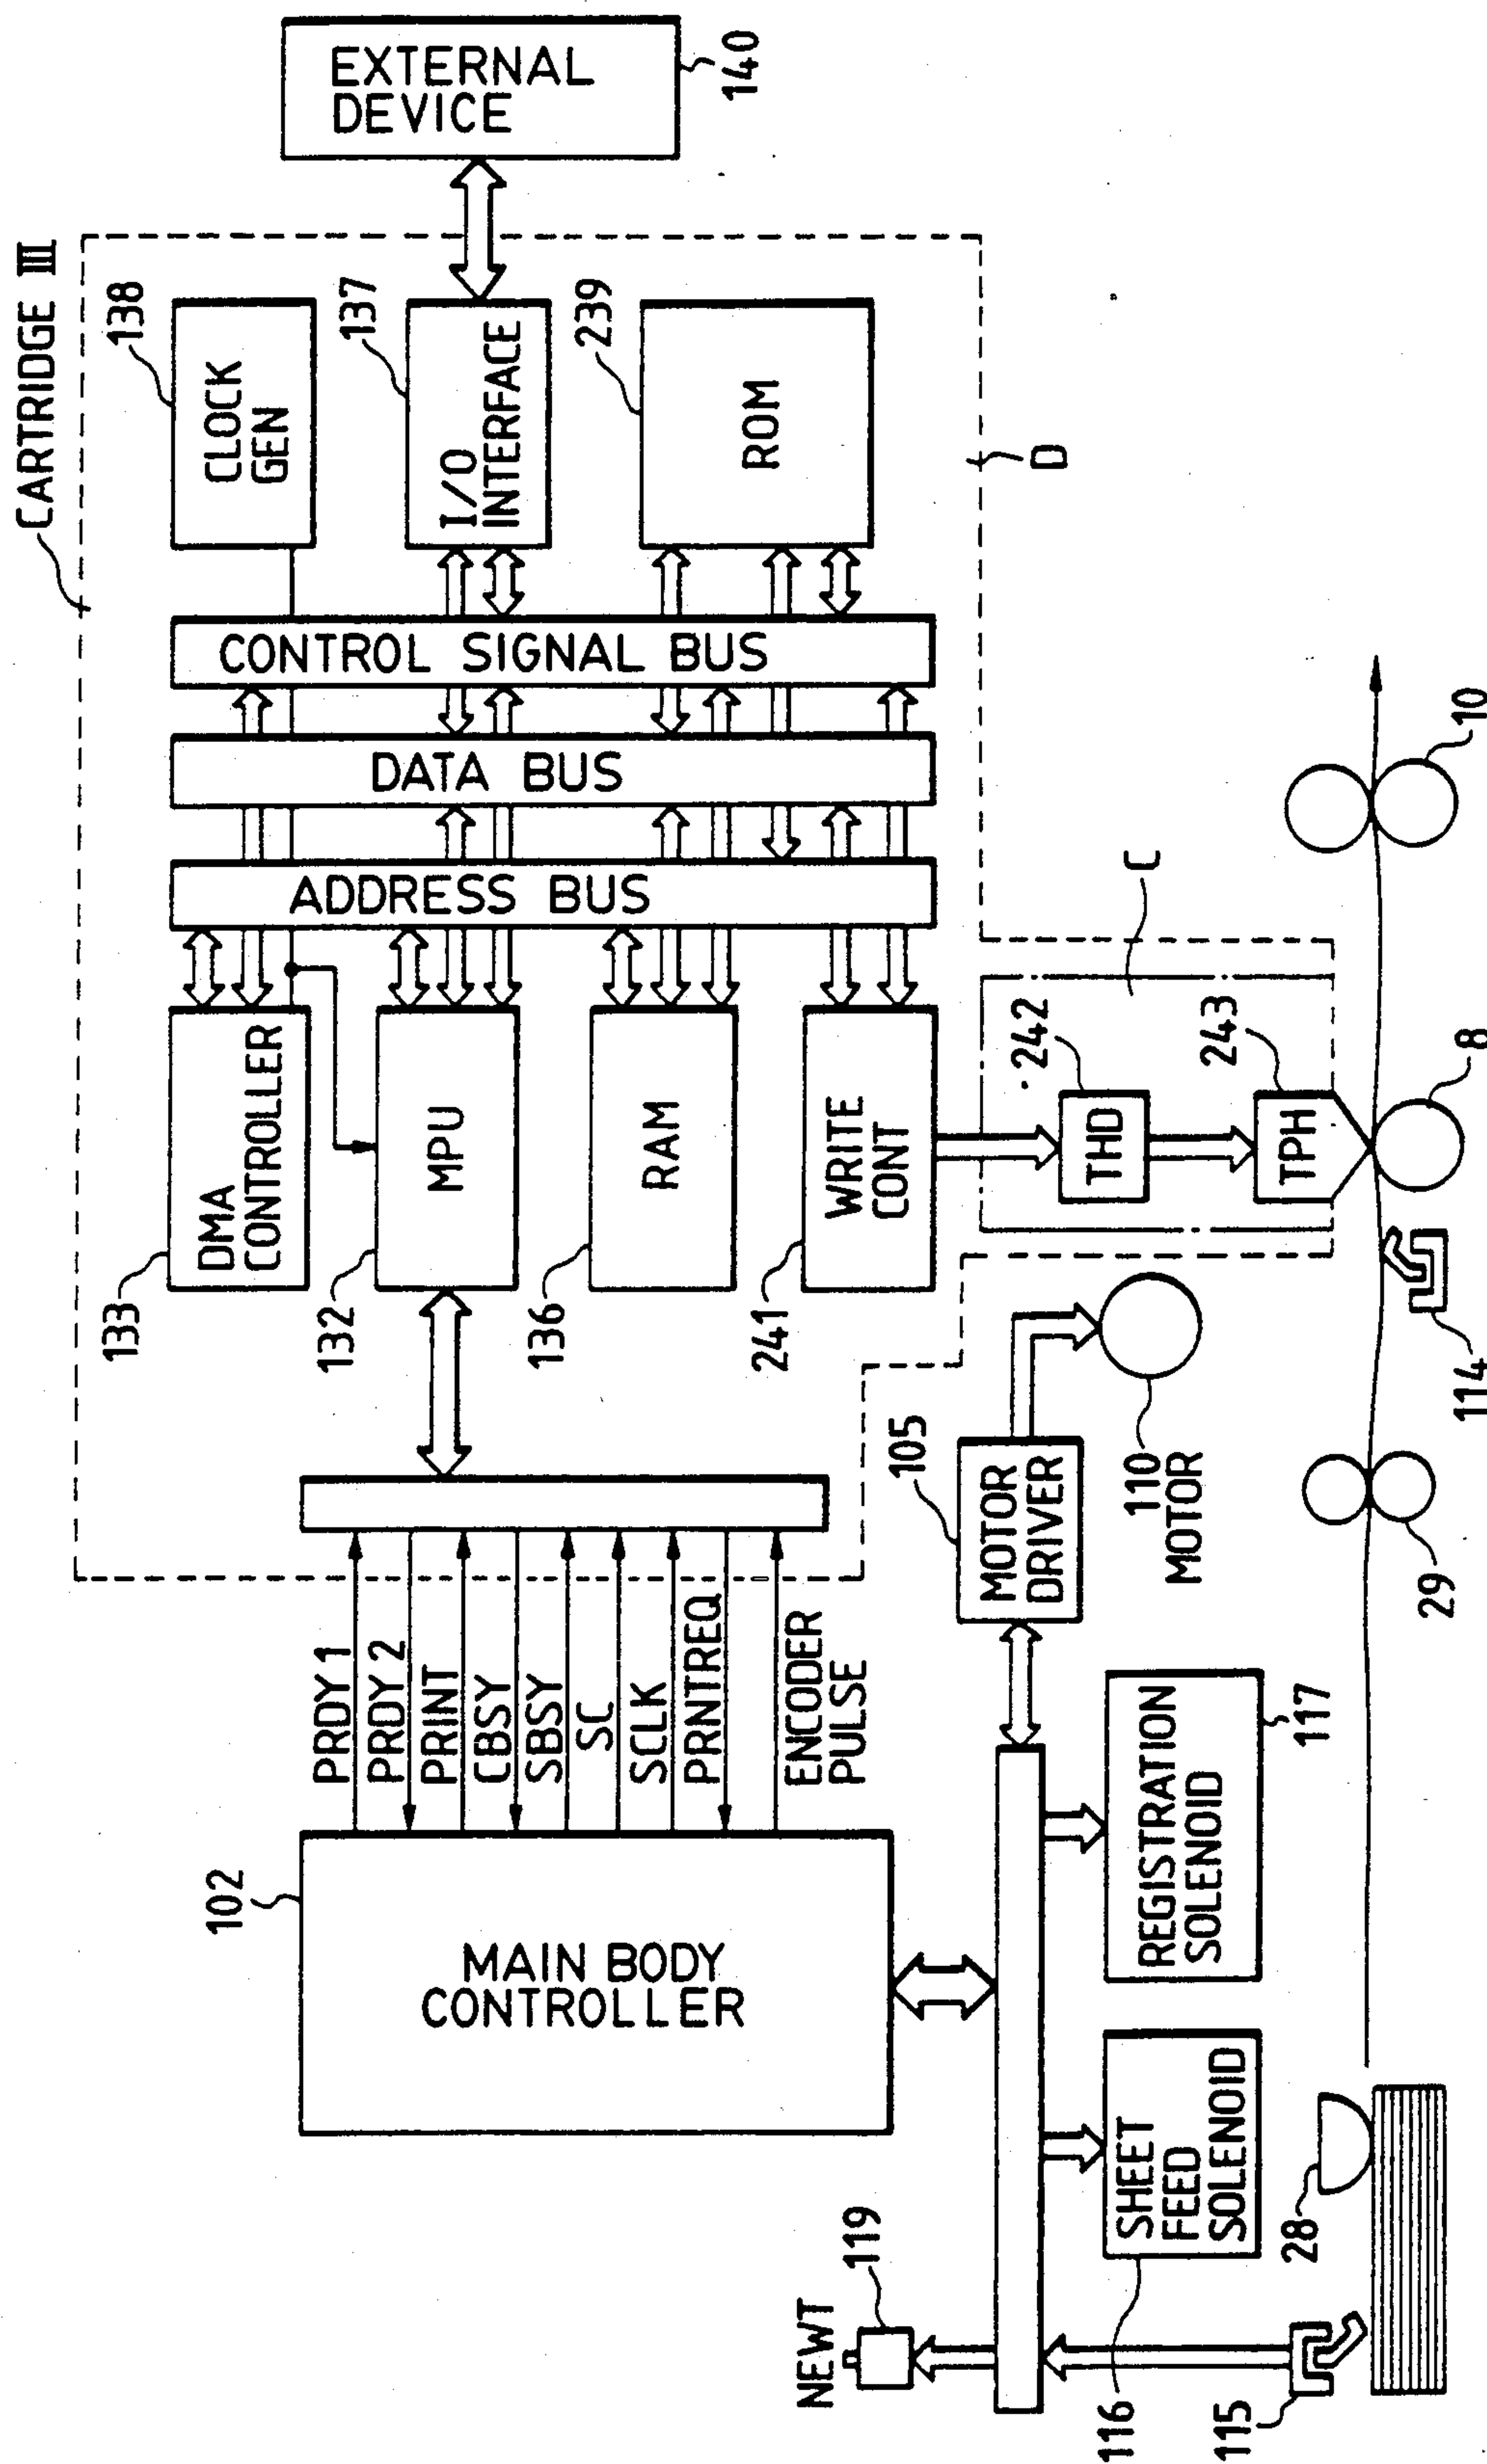 CARTRIDGE III
EXTERNAL
DEVICE
140
138
CLOCK
GEN
137
I/O
INTERFACE
239
ROM
D
CONTROL SIGNAL BUS
DATA BUS
ADDRESS BUS
133
DMA
CONTROLLER
132
MPU
136
RAM
241
WRITE
CONT
C
242
THD
243
TPH
10
8
114
29
102
MAIN BODY
CONTROLLER
PRDY 1
PRDY 2
PRINT
CBSY
SBSY
SC
SCLK
PRNTREQ
ENCODER
PULSE
105
MOTOR
DRIVER
110
MOTOR
REGISTRATION
SOLENOID
117
SHEET
FEED
SOLENOID
116
NEWT
119
28
115